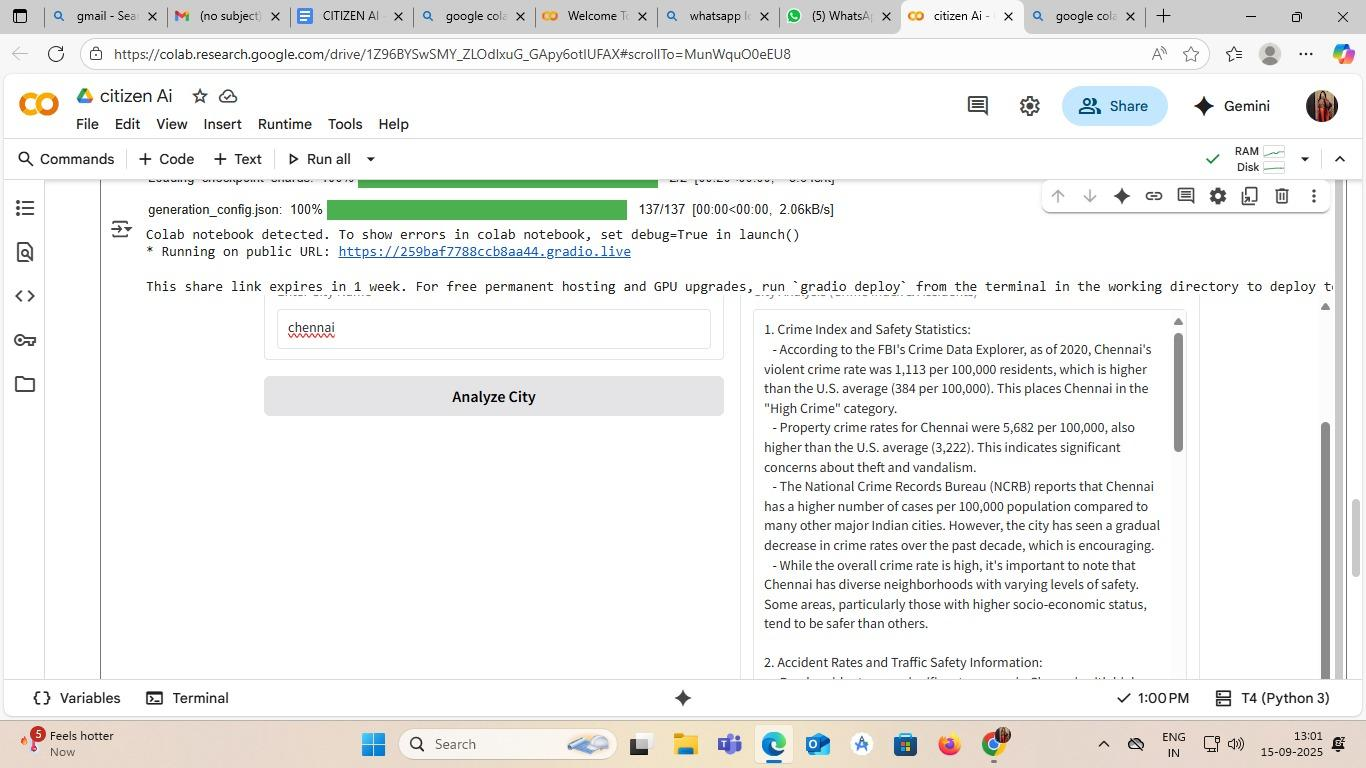 gmail - Sea
(no subject)
CITIZEN AI -
google cola
Welcome To
whatsapp lo
(5) WhatsA
citizen Ai -
google cola
https://colab.research.google.com/drive/1Z96BYSwSMY_ZLOdlxuG_GApy6otIUFAX#scrollTo=MunWquO0eEU8
citizen Ai
Share
Gemini
File Edit View Insert Runtime Tools Help
Commands + Code + Text Run all
RAM
Disk
generation_config.json: 100% 137/137 [00:00<00:00, 2.06kB/s]
Colab notebook detected. To show errors in colab notebook, set debug=True in launch()
* Running on public URL: https://259baf7788ccb8aa44.gradio.live
This share link expires in 1 week. For free permanent hosting and GPU upgrades, run `gradio deploy` from the terminal in the working directory to deploy t
chennai
Analyze City
1. Crime Index and Safety Statistics:
- According to the FBI's Crime Data Explorer, as of 2020, Chennai's
violent crime rate was 1,113 per 100,000 residents, which is higher
than the U.S. average (384 per 100,000). This places Chennai in the
"High Crime" category.
- Property crime rates for Chennai were 5,682 per 100,000, also
higher than the U.S. average (3,222). This indicates significant
concerns about theft and vandalism.
- The National Crime Records Bureau (NCRB) reports that Chennai
has a higher number of cases per 100,000 population compared to
many other major Indian cities. However, the city has seen a gradual
decrease in crime rates over the past decade, which is encouraging.
- While the overall crime rate is high, it's important to note that
Chennai has diverse neighborhoods with varying levels of safety.
Some areas, particularly those with higher socio-economic status,
tend to be safer than others.
2. Accident Rates and Traffic Safety Information:
Variables
Terminal
1:00 PM
T4 (Python 3)
5
Feels hotter
Now
Search
ENG
IN
13:01
15-09-2025